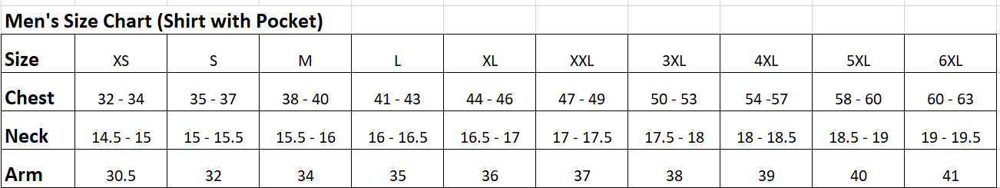 Men's Size Chart (Shirt with Pocket)
Size XS S M L XL XXL 3XL 4XL 5XL 6XL
Chest 32 - 34 35 - 37 38 - 40 41 - 43 44 - 46 47 - 49 50 - 53 54 -57 58 - 60 60 - 63
Neck 14.5 - 15 15 - 15.5 15.5 - 16 16 - 16.5 16.5 - 17 17 - 17.5 17.5 - 18 18 - 18.5 18.5 - 19 19 - 19.5
Arm 30.5 32 34 35 36 37 38 39 40 41